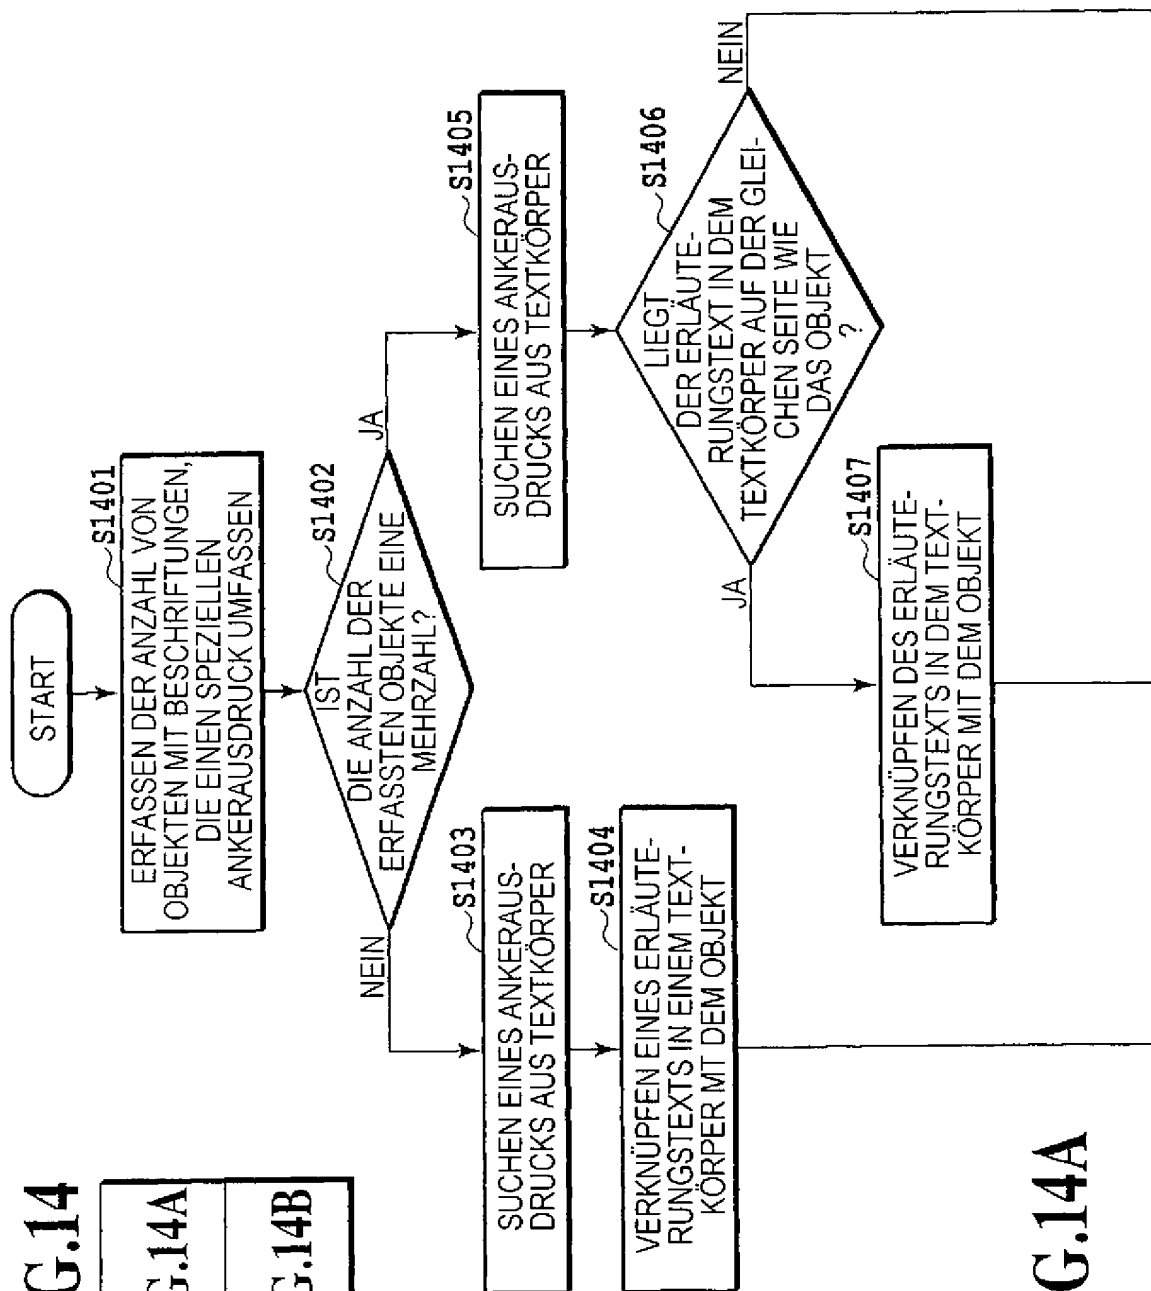 G.14
G.14A
G.14B
START
S1401
ERFASSEN DER ANZAHL VON
OBJEKTEN MIT BESCHRIFTUNGEN,
DIE EINEN SPEZIELLEN
ANKERAUSDRUCK UMFASSEN
S1402
IST
DIE ANZAHL DER
ERFASSTEN OBJEKTE EINE
MEHRZAHL?
NEIN
JA
S1403
SUCHEN EINES ANKERAUS-
DRUCKS AUS TEXTKÖRPER
S1404
VERKNÜPFEN EINES ERLÄUTE-
RUNGSTEXTS IN EINEM TEXT-
KÖRPER MT DEM OBJEKT
S1405
SUCHEN EINES ANKERAUS-
DRUCKS AUS TEXTKÖRPER
S1406
LIEGT
DER ERLÄUTE-
RUNGSTEXT IN DEM
TEXTKÖRPER AUF DER GLEI-
CHEN SEITE WIE
DAS OBJEKT
?
JA
NEIN
S1407
VERKNÜPFEN DES ERLÄUTE-
RUNGSTEXTS IN DEM TEXT-
KÖRPER MIT DEM OBJEKT
G.14A